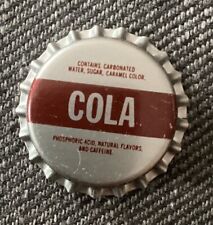 CONTAINS: CARBONATED
WATER, SUGAR, CARAMEL COLOR,
COLA
PHOSPHORIC ACID, NATURAL FLAVORS,
AND CAFFEINE.